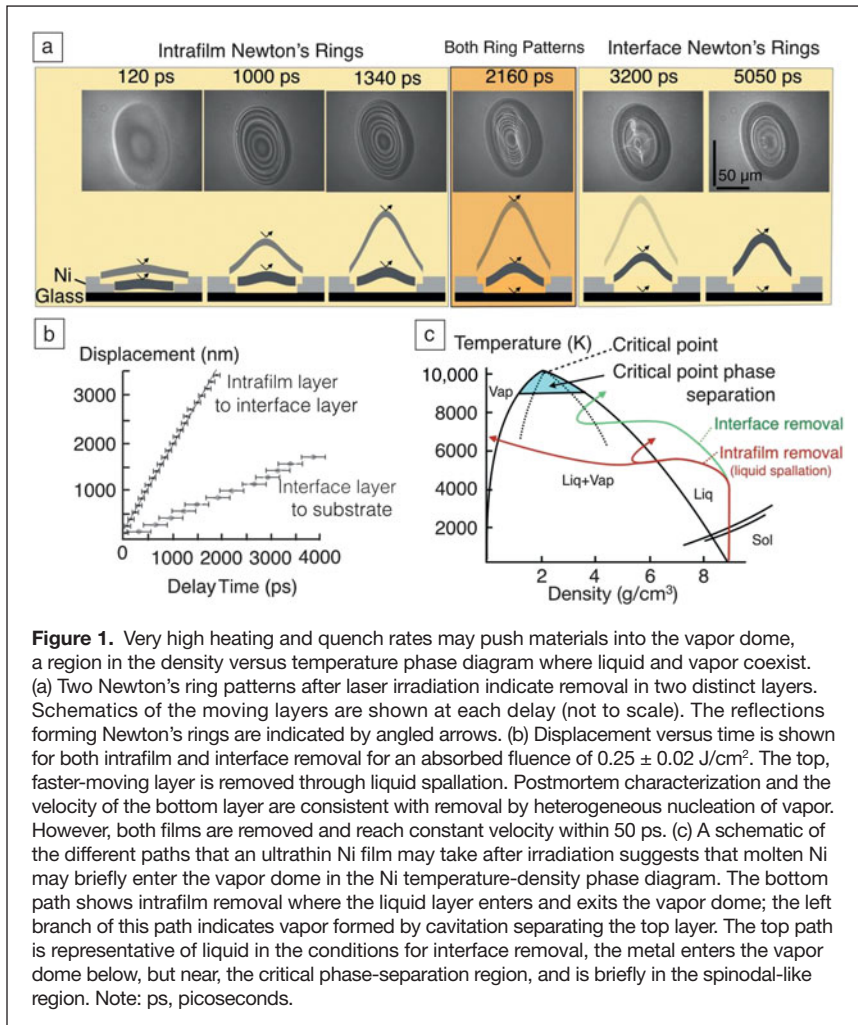 a
Intrafilm Newton's Rings
Both Ring Patterns
Interface Newton's Rings
120 ps
1000 ps
1340 ps
2160 ps
3200 ps
5050 ps
50 µm
Ni
Glass
b
Displacement (nm)
3000
2000
1000
Intrafilm layer
to interface layer
Interface layer
to substrate
0
1000
2000
3000
4000
Delay Time (ps)
c
Temperature (K)
10,000
8000
6000
4000
2000
Vap
Critical point
Critical point phase
separation
Interface removal
Intrafilm removal
(liquid spallation)
Liq+Vap
Liq
Sol
2
4
6
8
Density (g/cm³)
Figure 1. Very high heating and quench rates may push materials into the vapor dome,
a region in the density versus temperature phase diagram where liquid and vapor coexist.
(a) Two Newton's ring patterns after laser irradiation indicate removal in two distinct layers.
Schematics of the moving layers are shown at each delay (not to scale). The reflections
forming Newton's rings are indicated by angled arrows. (b) Displacement versus time is shown
for both intrafilm and interface removal for an absorbed fluence of 0.25 ± 0.02 J/cm². The top,
faster-moving layer is removed through liquid spallation. Postmortem characterization and the
velocity of the bottom layer are consistent with removal by heterogeneous nucleation of vapor.
However, both films are removed and reach constant velocity within 50 ps. (c) A schematic of
the different paths that an ultrathin Ni film may take after irradiation suggests that molten Ni
may briefly enter the vapor dome in the Ni temperature-density phase diagram. The bottom
path shows intrafilm removal where the liquid layer enters and exits the vapor dome; the left
branch of this path indicates vapor formed by cavitation separating the top layer. The top path
is representative of liquid in the conditions for interface removal, the metal enters the vapor
dome below, but near, the critical phase-separation region, and is briefly in the spinodal-like
region. Note: ps, picoseconds.